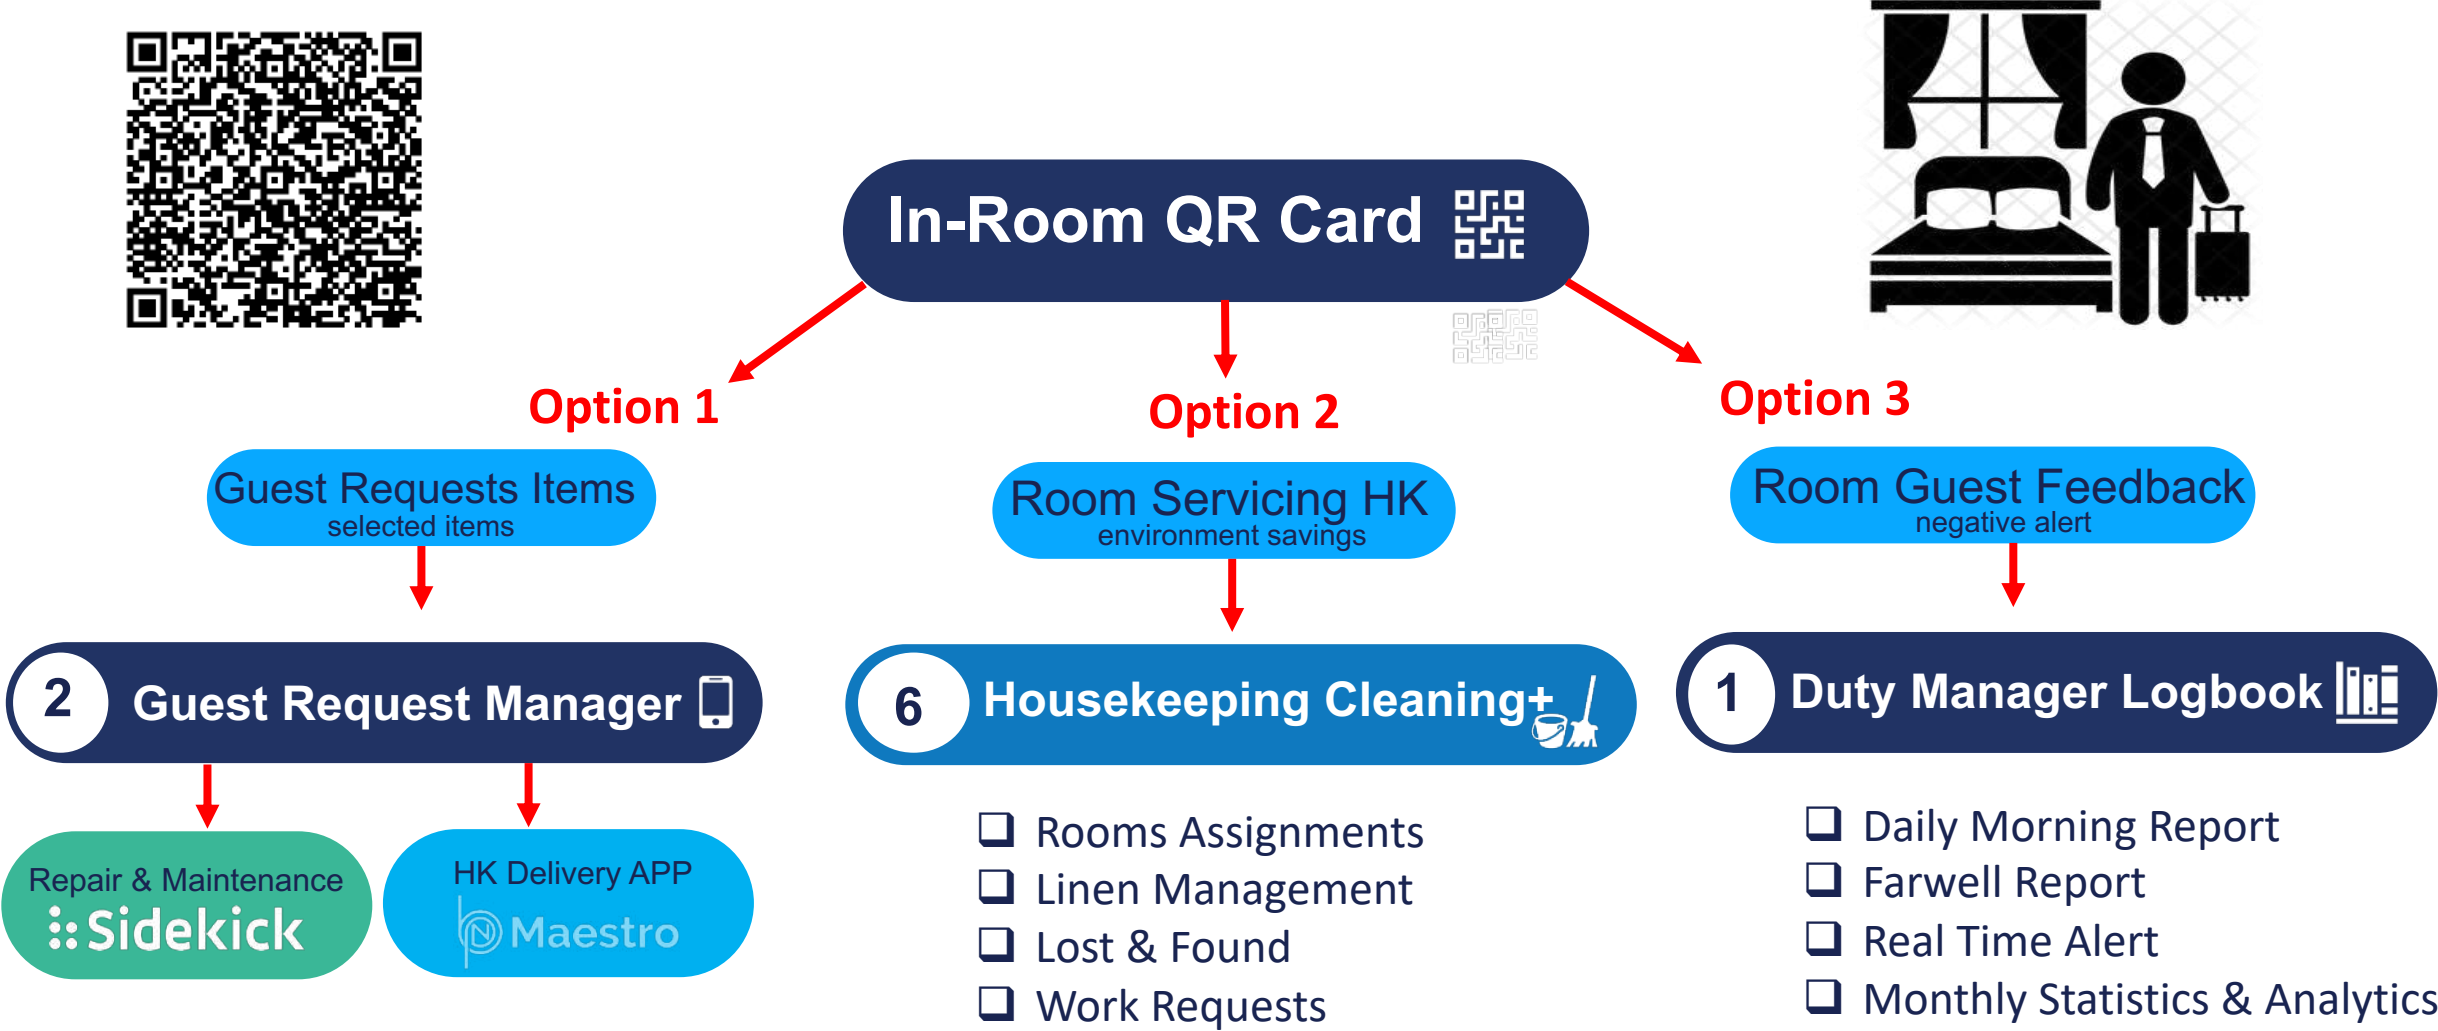 In-Room QR Card
Option 1
Option 2
Option 3
Guest Requests Items
selected items
Room Servicing HK
environment savings
Room Guest Feedback
negative alert
2
Guest Request Manager
6
Housekeeping Cleaning+
1
Duty Manager Logbook
Repair & Maintenance
Sidekick
HK Delivery APP
Maestro
Rooms Assignments
Linen Management
Lost & Found
Work Requests
Daily Morning Report
Farwell Report
Real Time Alert
Monthly Statistics & Analytics